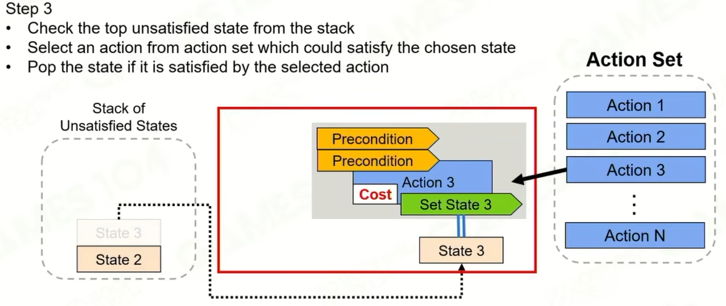 Step 3
• Check the top unsatisfied state from the stack
• Select an action from action set which could satisfy the chosen state
• Pop the state if it is satisfied by the selected action
Action Set
Stack of
Unsatisfied States
Action 1
Action 2
Action 3
Action N
Precondition
Precondition
Action 3
Cost
Set State 3
State 3
State 3
State 2